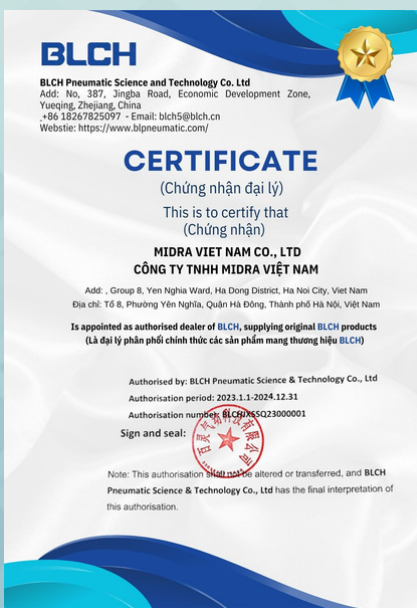 BLCH
BLCH Pneumatic Science and Technology Co. Ltd
Add: No, 387, Jingba Road, Economic Development Zone,
Yueqing, Zhejiang, China
.+86 18267825097 - Email: blch5@blch.cn
Webstie: https://www.blpneumatic.com/
CERTIFICATE
(Chứng nhận đại lý)
This is to certify that
(Chứng nhận)
MIDRA VIET NAM CO., LTD
CÔNG TY TNHH MIDRA VIỆT NAM
Add: , Group 8, Yen Nghia Ward, Ha Dong District, Ha Noi City, Viet Nam
Địa chỉ: Tổ 8, Phường Yên Nghĩa, Quận Hà Đông, Thành phố Hà Nội, Việt Nam
Is appointed as authorised dealer of BLCH, supplying original BLCH products
(Là đại lý phân phối chính thức các sản phẩm mang thương hiệu BLCH)
Authorised by: BLCH Pneumatic Science & Technology Co., Ltd
Authorisation period: 2023.1.1-2024.12.31
Authorisation number: BLCHJXSSQ23000001
Sign and seal:
Note: This authorisation shall not be altered or transferred, and BLCH
Pneumatic Science & Technology Co., Ltd has the final interpretation of
this authorisation.